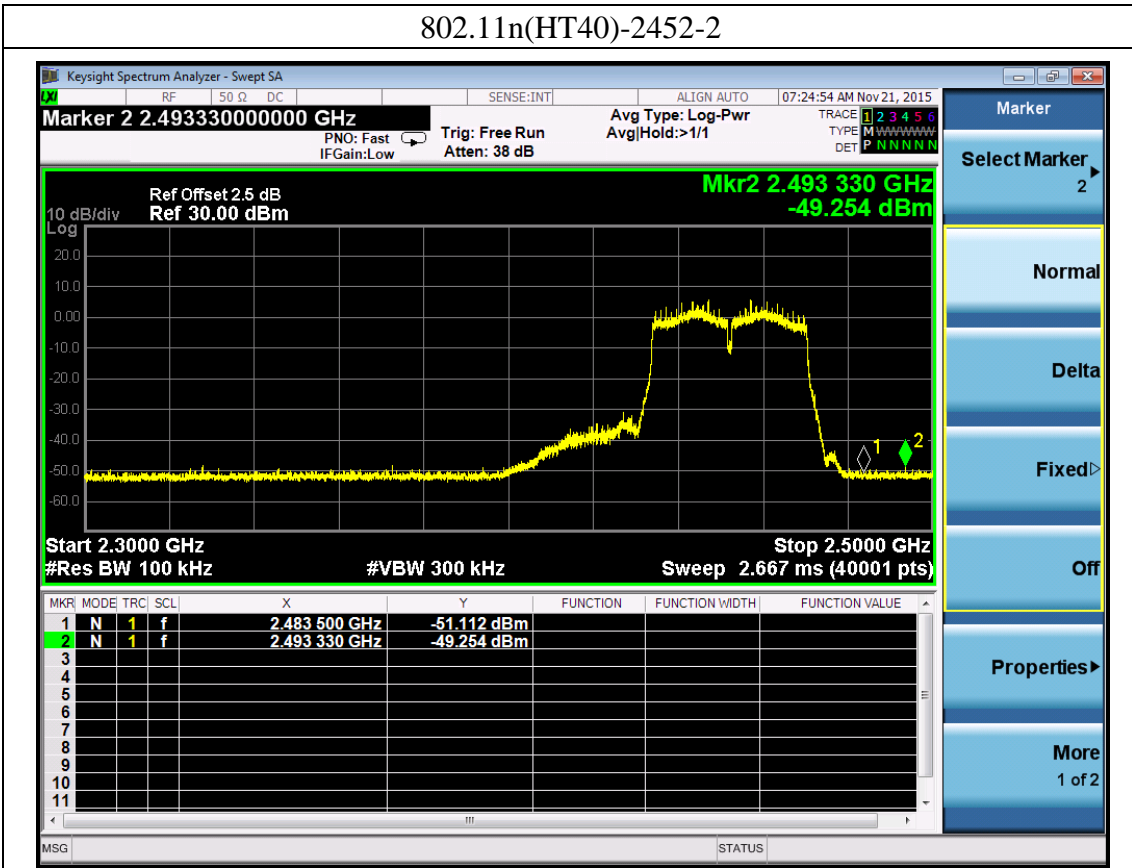 802.11n(HT40)-2452-2
Keysight Spectrum Analyzer - Swept SA
LXI RF 50 Ω DC SENSE:INT ALIGN AUTO 07:24:54 AM Nov 21, 2015
Marker 2 2.493330000000 GHz
PNO: Fast
IFGain:Low
Trig: Free Run
Atten: 38 dB
Avg Type: Log-Pwr
Avg|Hold:>1/1
TRACE 1 2 3 4 5 6
TYPE M WWWWW
DET P N N N N N
Mkr2 2.493 330 GHz
-49.254 dBm
Ref Offset 2.5 dB
10 dB/div Ref 30.00 dBm
Log
20.0
10.0
0.00
-10.0
-20.0
-30.0
-40.0
-50.0
-60.0
1
2
Start 2.3000 GHz Stop 2.5000 GHz
#Res BW 100 kHz #VBW 300 kHz Sweep 2.667 ms (40001 pts)
MKR MODE TRC SCL X Y FUNCTION FUNCTION WIDTH FUNCTION VALUE
1 N 1 f 2.483 500 GHz -51.112 dBm
2 N 1 f 2.493 330 GHz -49.254 dBm
3
4
5
6
7
8
9
10
11
MSG STATUS
Marker
Select Marker
2
Normal
Delta
Fixed
Off
Properties
More
1 of 2